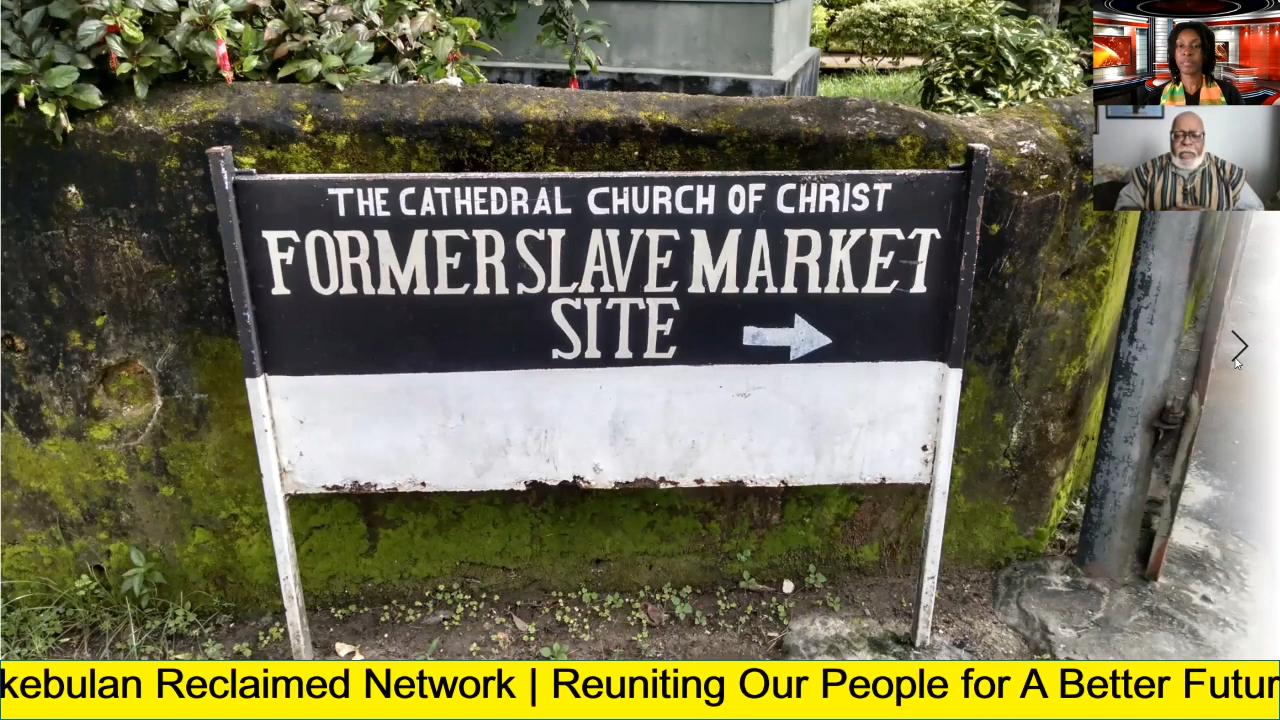 THE CATHEDRAL CHURCH OF CHRIST
FORMER SLAVE MARKET
SITE
kebulan Reclaimed Network | Reuniting Our People for A Better Futur